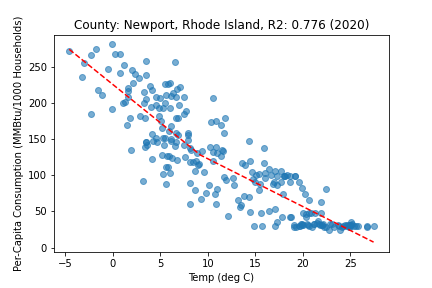 County: Newport, Rhode Island, R2: 0.776 (2020)
Per-Capita Consumption (MMBtu/1000 Households)
250
200
150
100
50
0
−5 0 5 10 15 20 25
Temp (deg C)